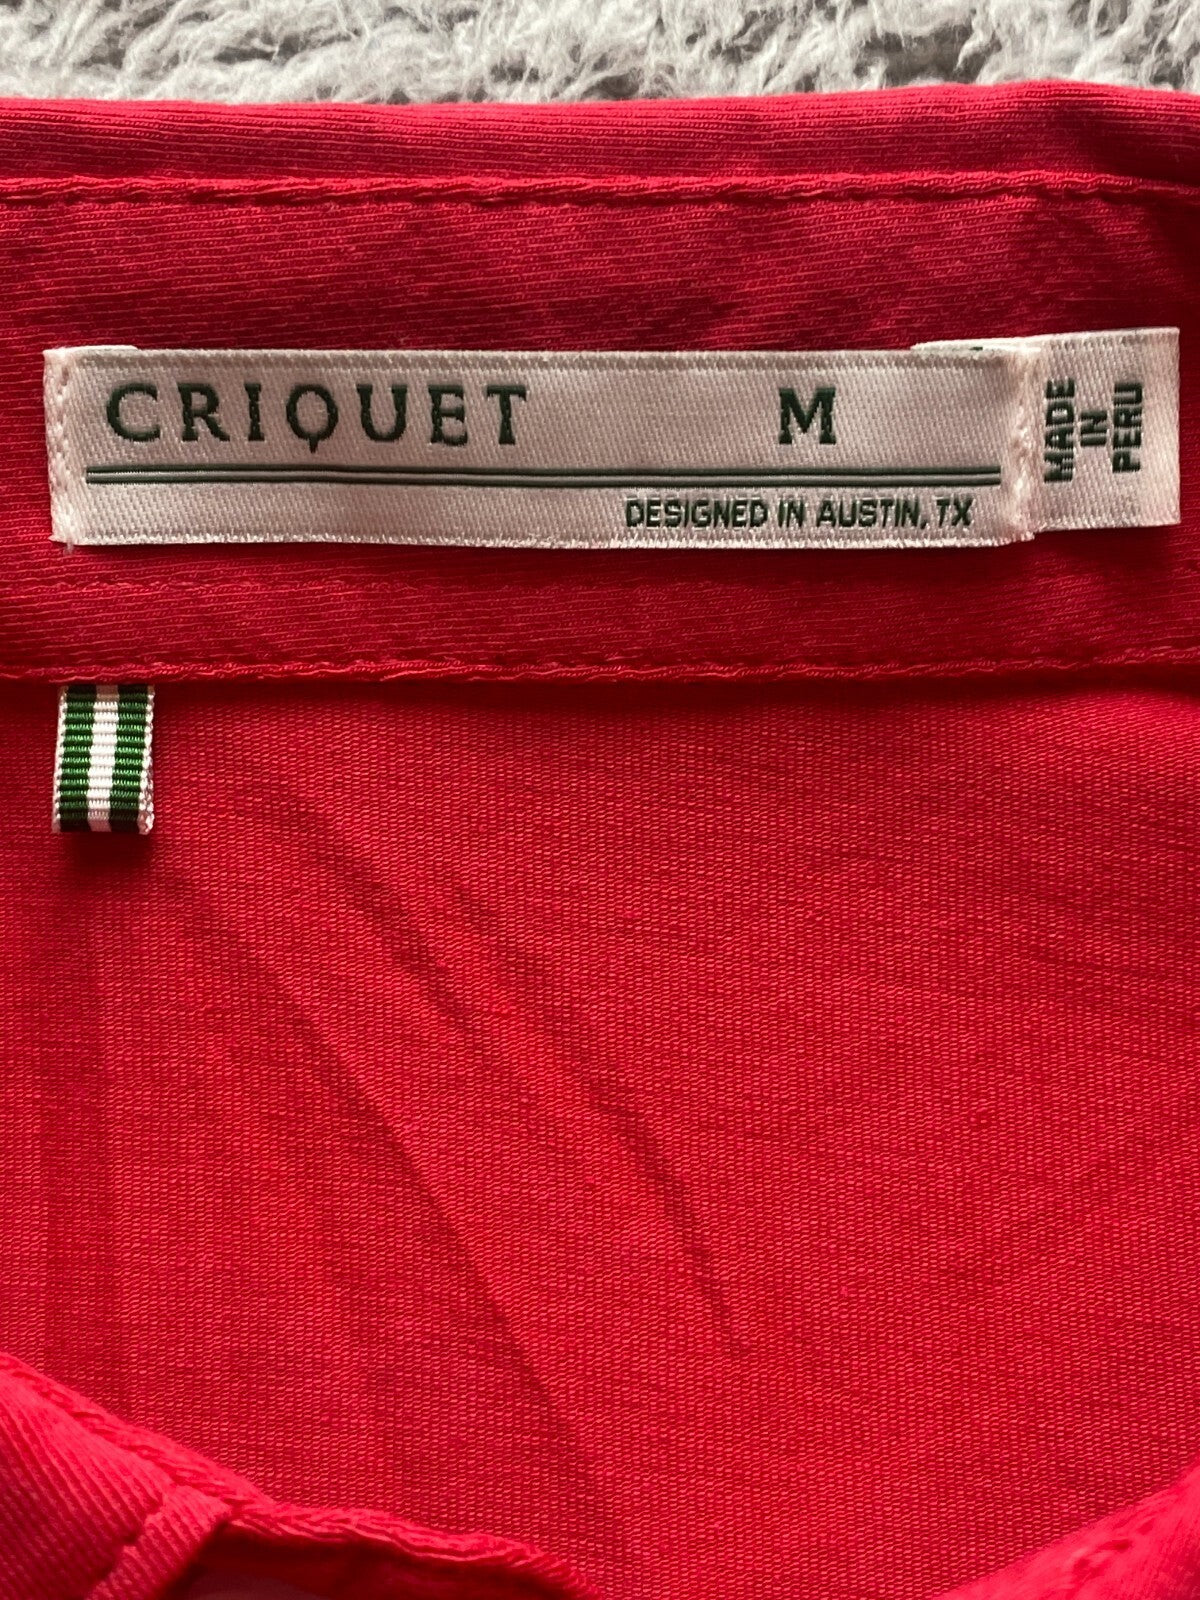 CRIQUET M
DESIGNED IN AUSTIN, TX
MADE
IN
PERU